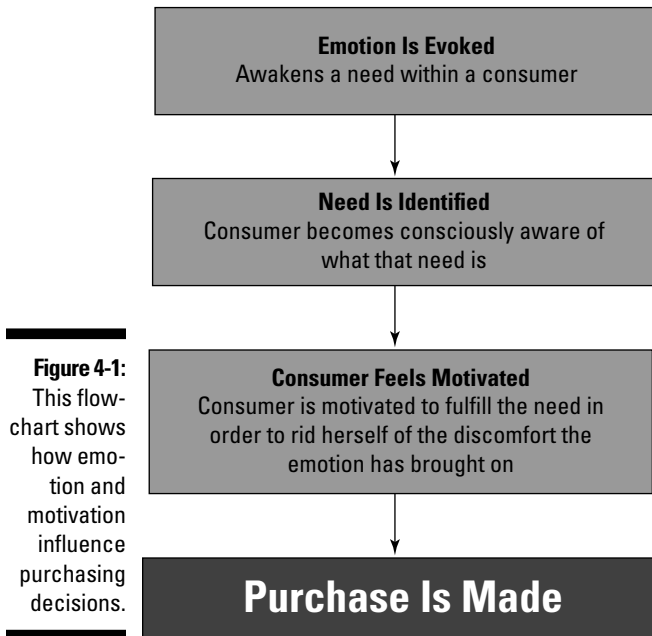 Emotion Is Evoked
Awakens a need within a consumer
Need Is Identified
Consumer becomes consciously aware of
what that need is
Consumer Feels Motivated
Consumer is motivated to fulfill the need in
order to rid herself of the discomfort the
emotion has brought on
Purchase Is Made
Figure 4-1:
This flow-
chart shows
how emo-
tion and
motivation
influence
purchasing
decisions.